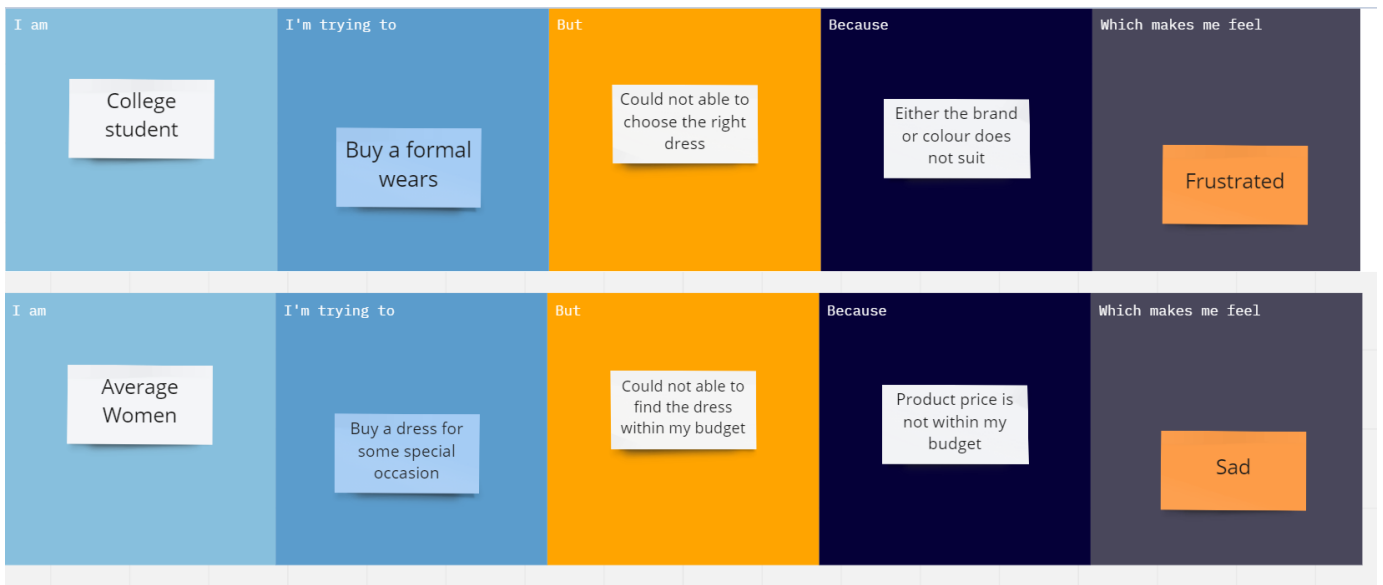 I am
I'm trying to
But
Because
Which makes me feel
College
student
Buy a formal
wears
Could not able to
choose the right
dress
Either the brand
or colour does
not suit
Frustrated
I am
I'm trying to
But
Because
Which makes me feel
Average
Women
Buy a dress for
some special
occasion
Could not able to
find the dress
within my budget
Product price is
not within my
budget
Sad